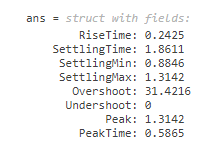 ans = struct with fields:
RiseTime: 0.2425
SettlingTime: 1.8611
SettlingMin: 0.8846
SettlingMax: 1.3142
Overshoot: 31.4216
Undershoot: 0
Peak: 1.3142
PeakTime: 0.5865